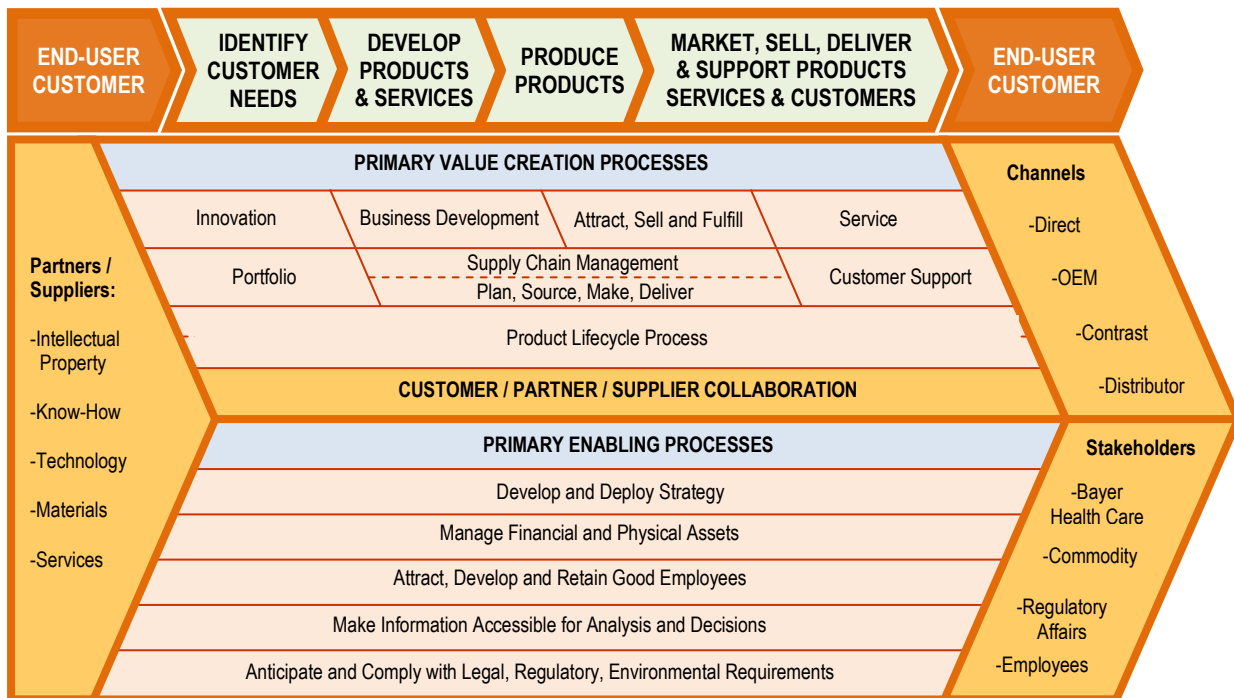 END-USER
CUSTOMER
IDENTIFY
CUSTOMER
NEEDS
DEVELOP
PRODUCTS
& SERVICES
PRODUCE
PRODUCTS
MARKET, SELL, DELIVER
& SUPPORT PRODUCTS
SERVICES & CUSTOMERS
END-USER
CUSTOMER
Partners /
Suppliers:
-Intellectual
Property
-Know-How
-Technology
-Materials
-Services
PRIMARY VALUE CREATION PROCESSES
Innovation
Business Development
Attract, Sell and Fulfill
Service
Portfolio
Supply Chain Management
Plan, Source, Make, Deliver
Customer Support
Product Lifecycle Process
CUSTOMER / PARTNER / SUPPLIER COLLABORATION
PRIMARY ENABLING PROCESSES
Develop and Deploy Strategy
Manage Financial and Physical Assets
Attract, Develop and Retain Good Employees
Make Information Accessible for Analysis and Decisions
Anticipate and Comply with Legal, Regulatory, Environmental Requirements
Channels
-Direct
-OEM
-Contrast
-Distributor
Stakeholders
-Bayer
Health Care
-Commodity
-Regulatory
Affairs
-Employees